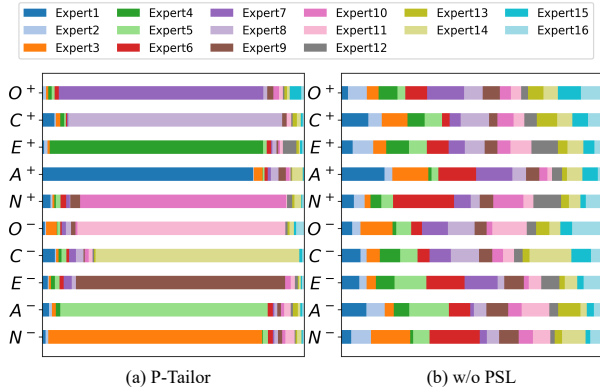 Expert1 Expert4 Expert7 Expert10 Expert13 Expert15
Expert2 Expert5 Expert8 Expert11 Expert14 Expert16
Expert3 Expert6 Expert9 Expert12
O⁺ O⁺
C⁺ C⁺
E⁺ E⁺
A⁺ A⁺
N⁺ N⁺
O⁻ O⁻
C⁻ C⁻
E⁻ E⁻
A⁻ A⁻
N⁻ N⁻
(a) P-Tailor (b) w/o PSL